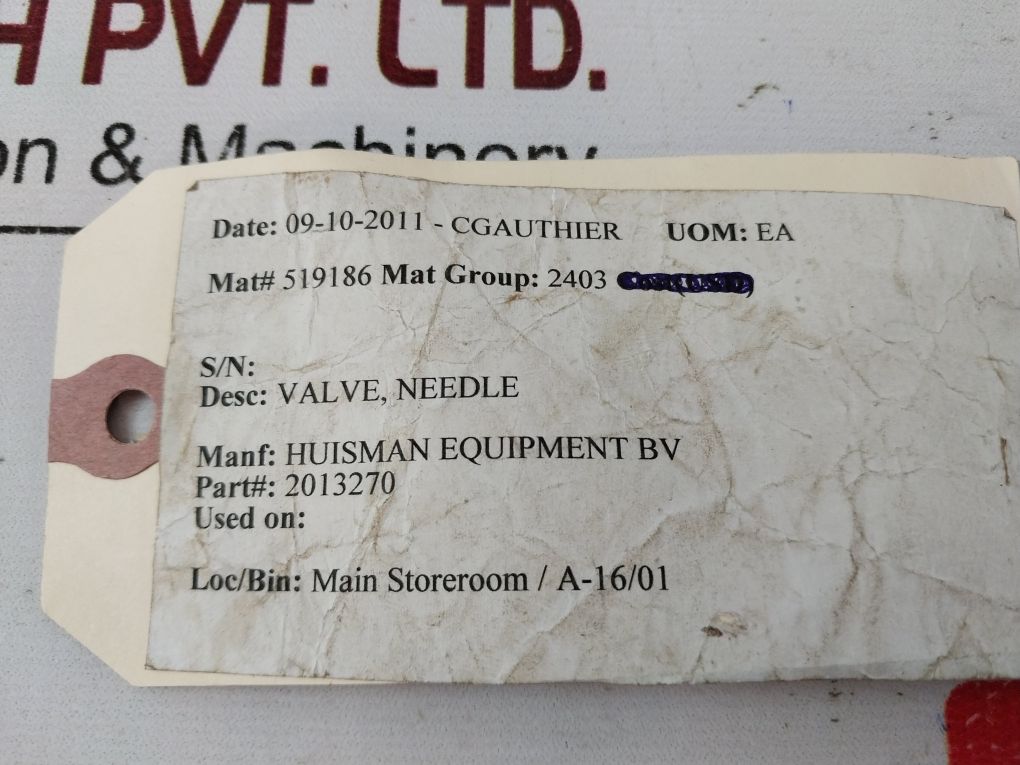 H PVT. LTD.
on & Machinery
Date: 09-10-2011 - CGAUTHIER UOM: EA
Mat# 519186 Mat Group: 2403
S/N:
Desc: VALVE, NEEDLE
Manf: HUISMAN EQUIPMENT BV
Part#: 2013270
Used on:
Loc/Bin: Main Storeroom / A-16/01